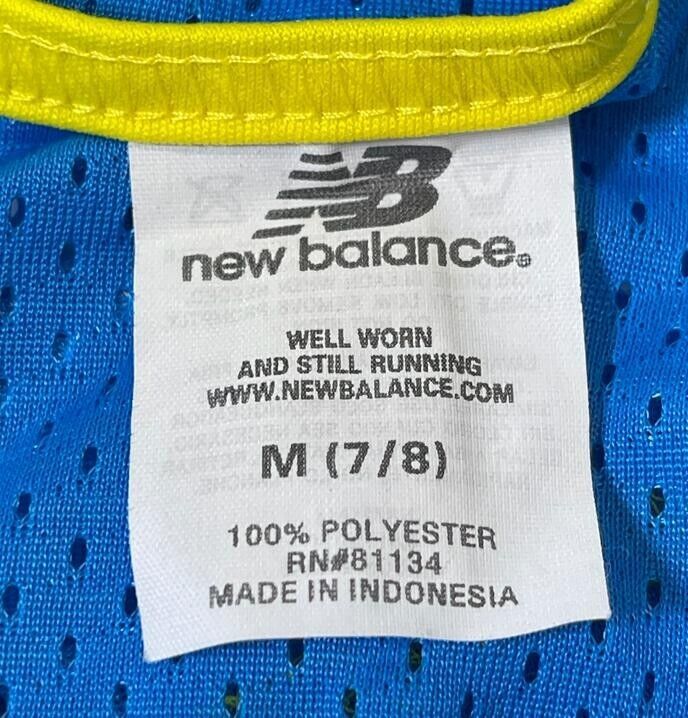 NB
new balance®
WELL WORN
AND STILL RUNNING
WWW.NEWBALANCE.COM
M (7/8)
100% POLYESTER
RN#81134
MADE IN INDONESIA